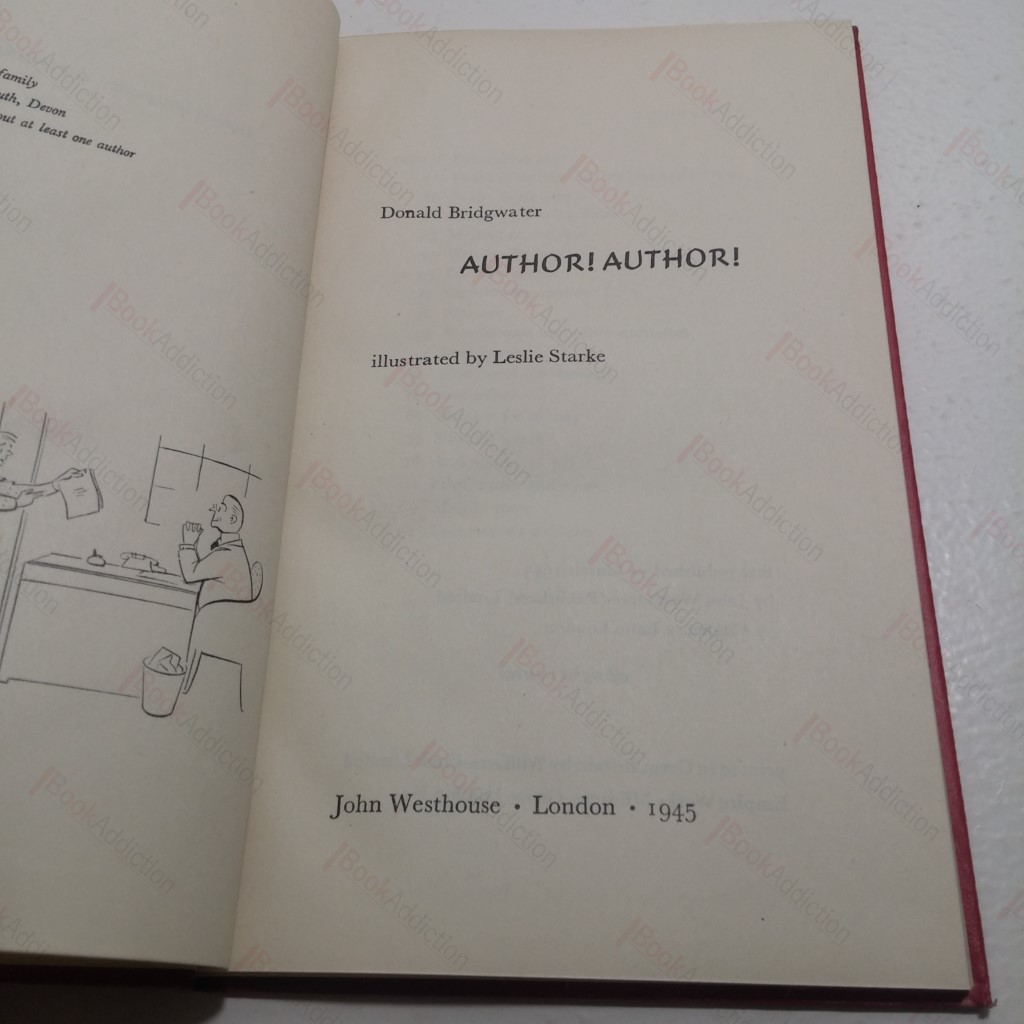 family
uth, Devon
out at least one author
Donald Bridgwater
AUTHOR! AUTHOR!
illustrated by Leslie Starke
John Westhouse • London • 1945
BookAddiction